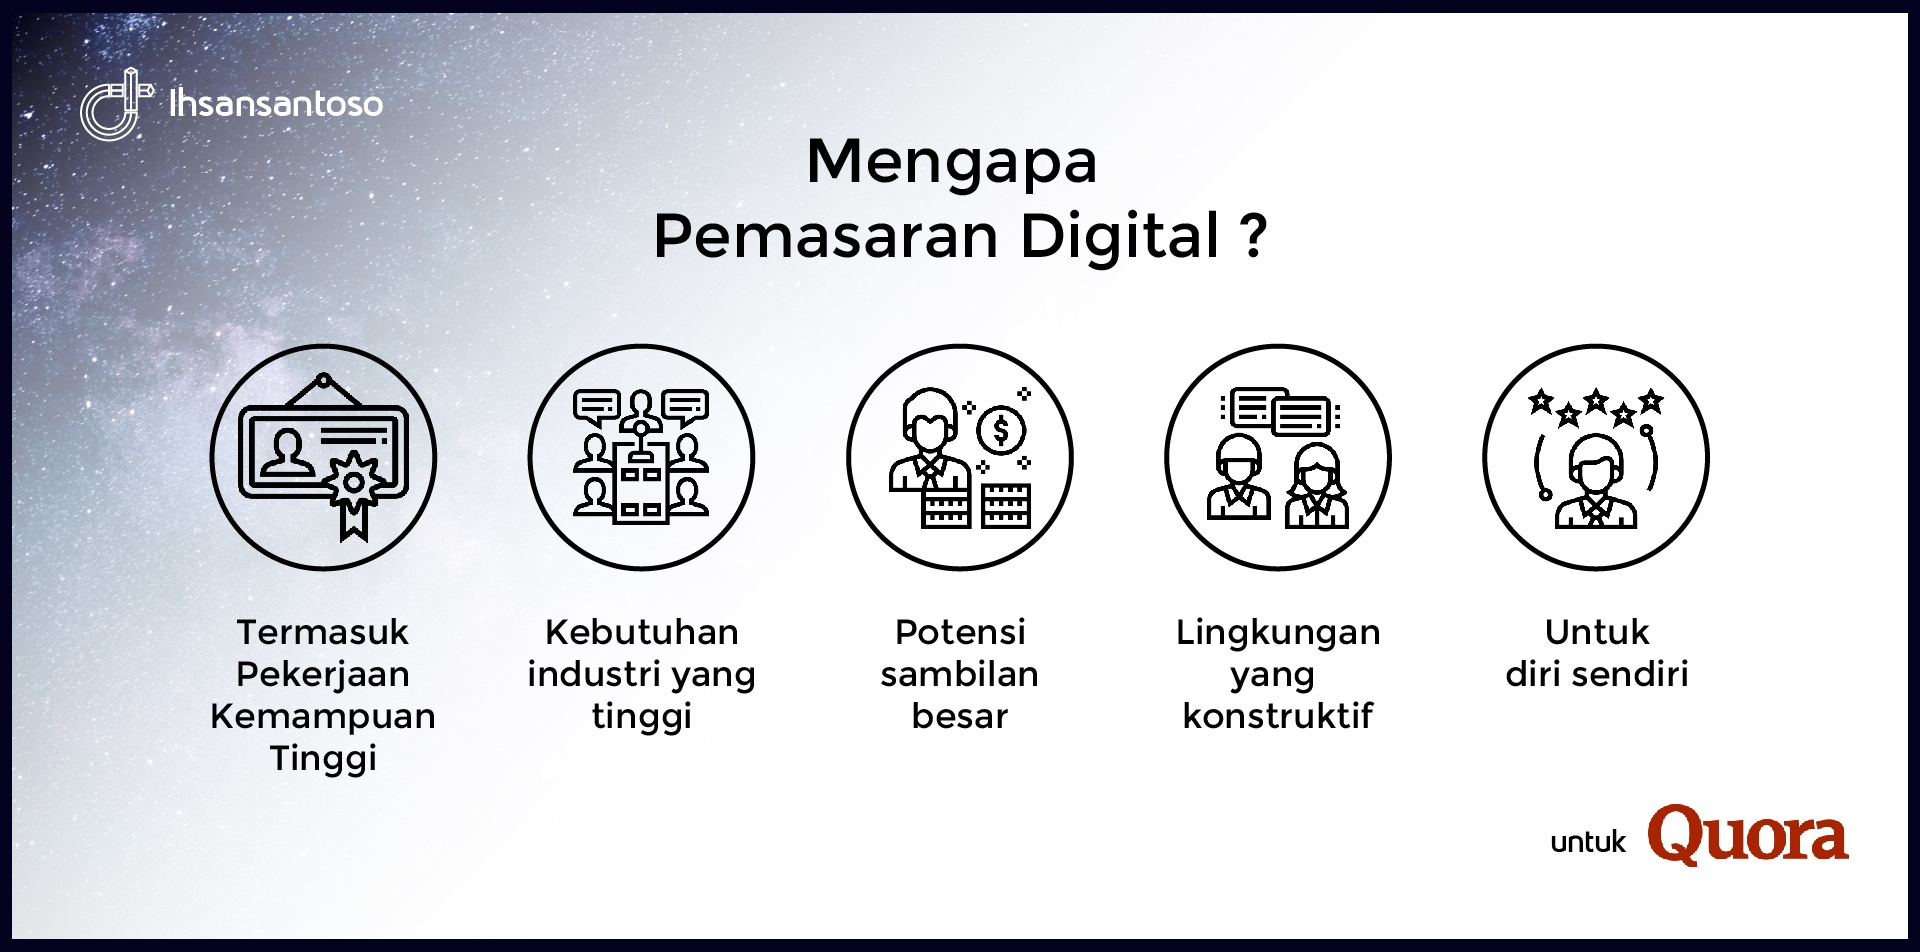 Ihsansantoso
Mengapa
Pemasaran Digital ?
Termasuk
Pekerjaan
Kemampuan
Tinggi
Kebutuhan
industri yang
tinggi
Potensi
sambilan
besar
Lingkungan
yang
konstruktif
Untuk
diri sendiri
untuk Quora